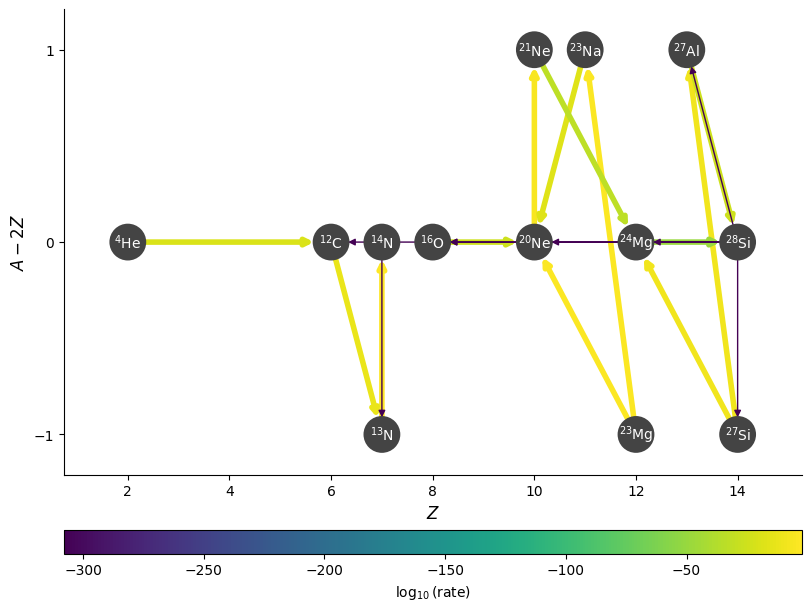 1
0
−1
A − 2Z
²¹Ne ²³Na ²⁷Al
⁴He ¹²C ¹⁴N ¹⁶O ²⁰Ne ²⁴Mg ²⁸Si
¹³N ²³Mg ²⁷Si
2 4 6 8 10 12 14
Z
−300 −250 −200 −150 −100 −50
log₁₀(rate)